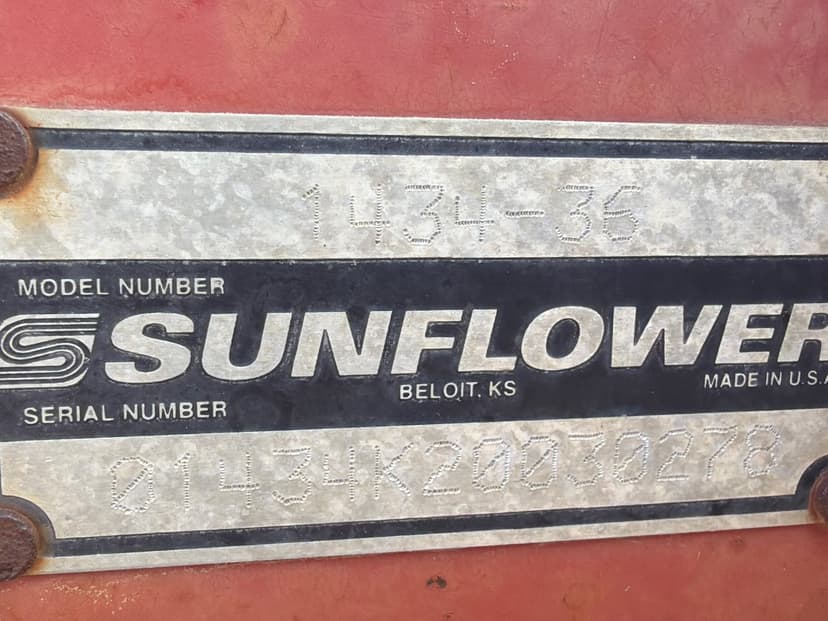 1434-36
MODEL NUMBER
SUNFLOWER
BELOIT, KS
MADE IN U.S.A
SERIAL NUMBER
01434K20030278